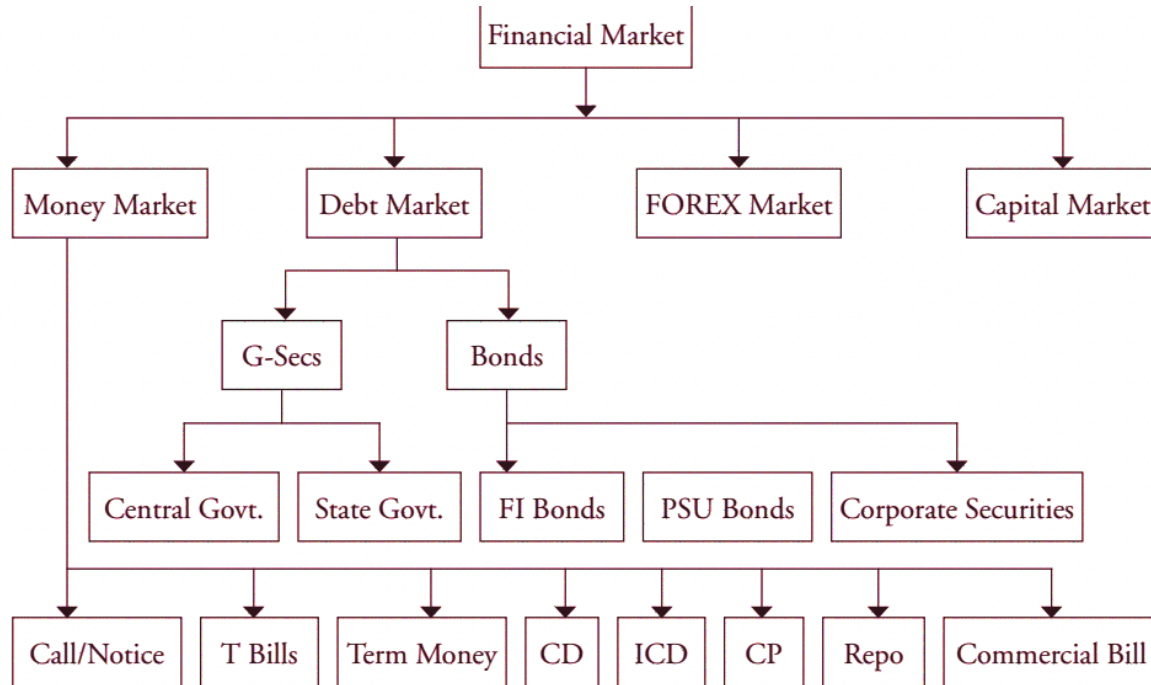 Financial Market
Money Market
Debt Market
FOREX Market
Capital Market
G-Secs
Bonds
Central Govt.
State Govt.
FI Bonds
PSU Bonds
Corporate Securities
Call/Notice
T Bills
Term Money
CD
ICD
CP
Repo
Commercial Bill